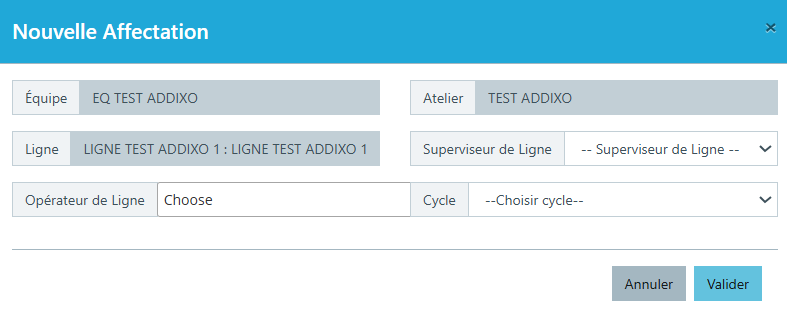 Nouvelle Affectation ×
Équipe EQ TEST ADDIXO Atelier TEST ADDIXO
Ligne LIGNE TEST ADDIXO 1 : LIGNE TEST ADDIXO 1 Superviseur de Ligne -- Superviseur de Ligne --
Opérateur de Ligne Choose Cycle --Choisir cycle--
Annuler Valider